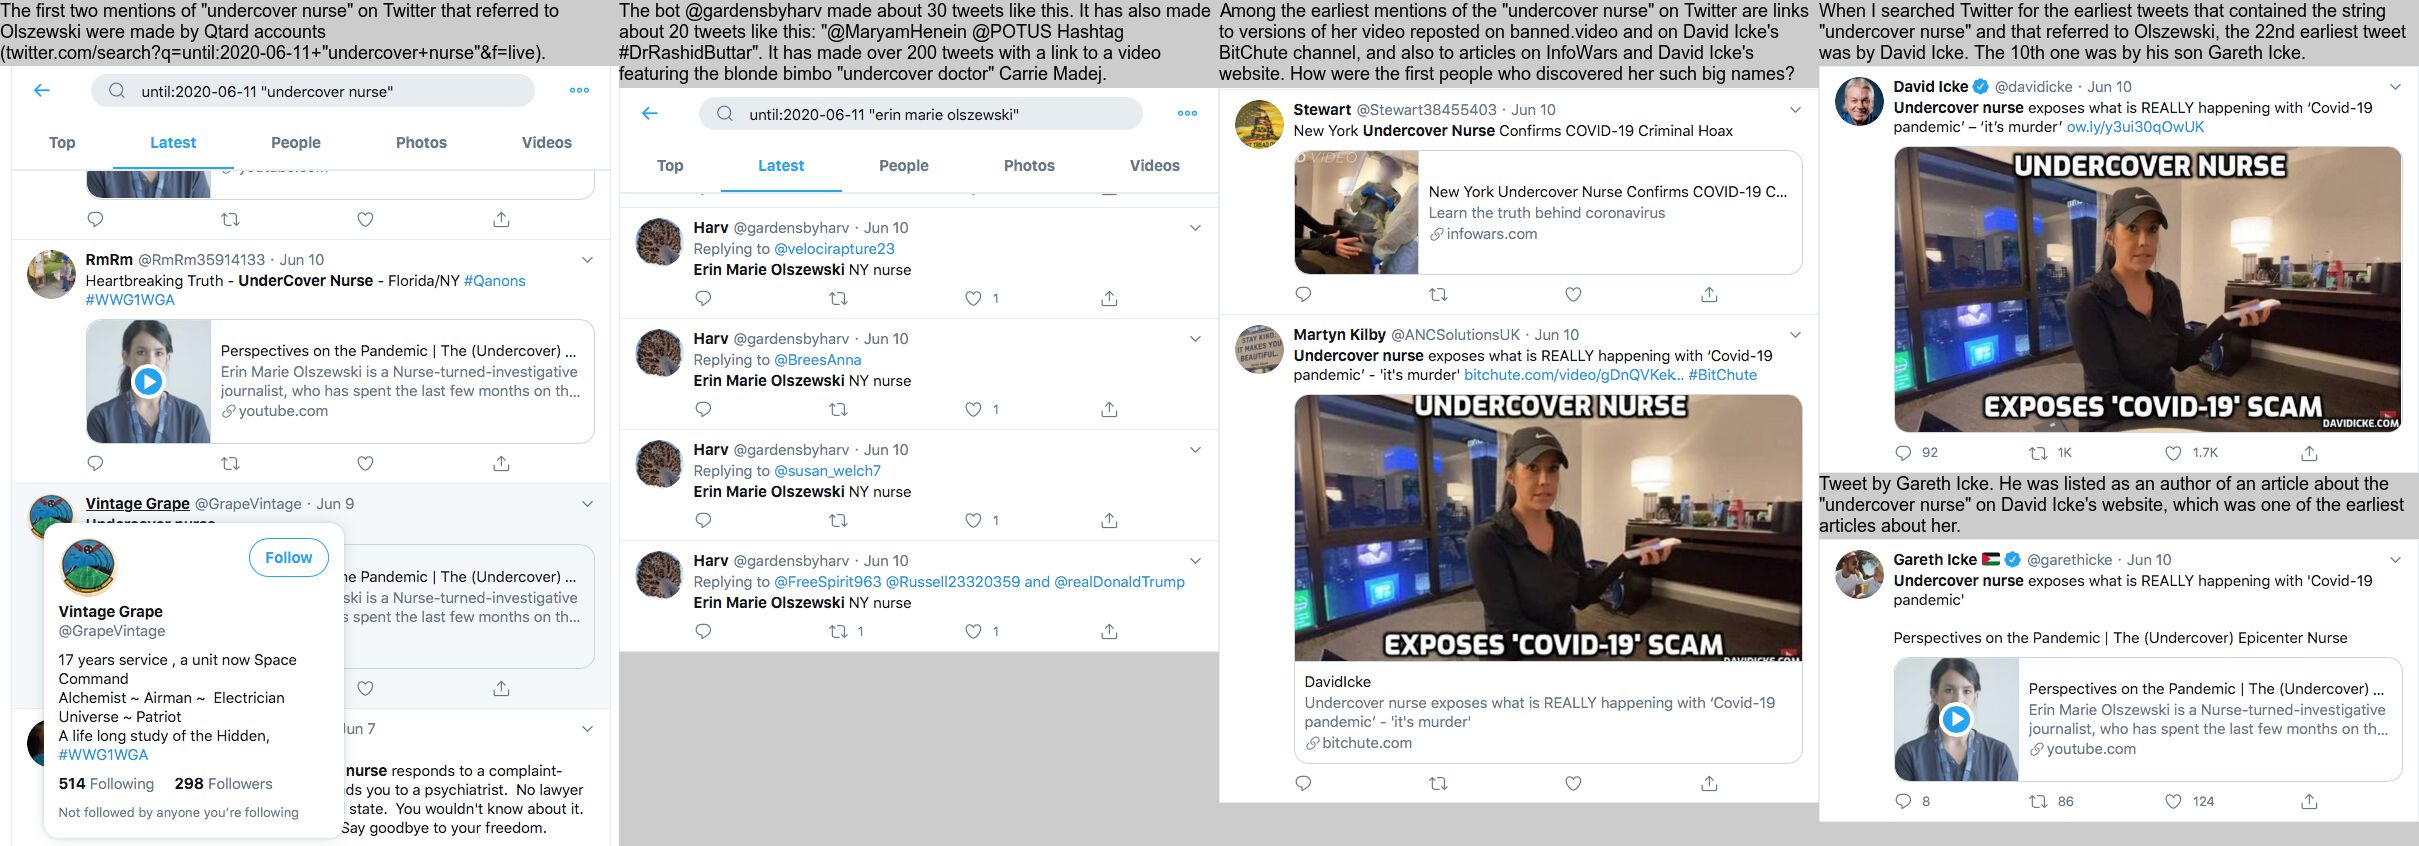 The first two mentions of "undercover nurse" on Twitter that referred to
Olszewski were made by Qtard accounts
(twitter.com/search?q=until:2020-06-11+"undercover+nurse"&f=live).
until:2020-06-11 "undercover nurse"
Top Latest People Photos Videos
youtube.com
RmRm @RmRm35914133 · Jun 10
Heartbreaking Truth - UnderCover Nurse - Florida/NY #Qanons
#WWG1WGA
Perspectives on the Pandemic | The (Undercover) ...
Erin Marie Olszewski is a Nurse-turned-investigative
journalist, who has spent the last few months on th...
youtube.com
Vintage Grape @GrapeVintage · Jun 9
Undercover nurse
he Pandemic | The (Undercover) ...
ski is a Nurse-turned-investigative
s spent the last few months on th...
Follow
Vintage Grape
@GrapeVintage
17 years service , a unit now Space
Command
Alchemist ~ Airman ~ Electrician
Universe ~ Patriot
A life long study of the Hidden,
#WWG1WGA
514 Following 298 Followers
Not followed by anyone you're following
Jun 7
nurse responds to a complaint-
ds you to a psychiatrist. No lawyer
state. You wouldn't know about it.
Say goodbye to your freedom.
The bot @gardensbyharv made about 30 tweets like this. It has also made
about 20 tweets like this: "@MaryamHenein @POTUS Hashtag
#DrRashidButtar". It has made over 200 tweets with a link to a video
featuring the blonde bimbo "undercover doctor" Carrie Madej.
until:2020-06-11 "erin marie olszewski"
Top Latest People Photos Videos
Harv @gardensbyharv · Jun 10
Replying to @velocirapture23
Erin Marie Olszewski NY nurse
1
Harv @gardensbyharv · Jun 10
Replying to @BreesAnna
Erin Marie Olszewski NY nurse
1
Harv @gardensbyharv · Jun 10
Replying to @susan_welch7
Erin Marie Olszewski NY nurse
1
Harv @gardensbyharv · Jun 10
Replying to @FreeSpirit963 @Russell23320359 and @realDonaldTrump
Erin Marie Olszewski NY nurse
1 1
Among the earliest mentions of the "undercover nurse" on Twitter are links
to versions of her video reposted on banned.video and on David Icke's
BitChute channel, and also to articles on InfoWars and David Icke's
website. How were the first people who discovered her such big names?
Stewart @Stewart38455403 · Jun 10
New York Undercover Nurse Confirms COVID-19 Criminal Hoax
VIDEO
New York Undercover Nurse Confirms COVID-19 C...
Learn the truth behind coronavirus
infowars.com
Martyn Kilby @ANCSolutionsUK · Jun 10
Undercover nurse exposes what is REALLY happening with ‘Covid-19
pandemic’ - 'it's murder' bitchute.com/video/gDnQVKek... #BitChute
UNDERCOVER NURSE
EXPOSES 'COVID-19' SCAM
DAVIDICKE.COM
DavidIcke
Undercover nurse exposes what is REALLY happening with ‘Covid-19
pandemic’ - 'it's murder'
bitchute.com
When I searched Twitter for the earliest tweets that contained the string
"undercover nurse" and that referred to Olszewski, the 22nd earliest tweet
was by David Icke. The 10th one was by his son Gareth Icke.
David Icke @davidicke · Jun 10
Undercover nurse exposes what is REALLY happening with ‘Covid-19
pandemic’ – ‘it’s murder’ ow.ly/y3ui30qOwUK
UNDERCOVER NURSE
EXPOSES 'COVID-19' SCAM
DAVIDICKE.COM
92 1K 1.7K
Tweet by Gareth Icke. He was listed as an author of an article about the
"undercover nurse" on David Icke's website, which was one of the earliest
articles about her.
Gareth Icke @garethicke · Jun 10
Undercover nurse exposes what is REALLY happening with 'Covid-19
pandemic'
Perspectives on the Pandemic | The (Undercover) Epicenter Nurse
Perspectives on the Pandemic | The (Undercover) ...
Erin Marie Olszewski is a Nurse-turned-investigative
journalist, who has spent the last few months on th...
youtube.com
8 86 124